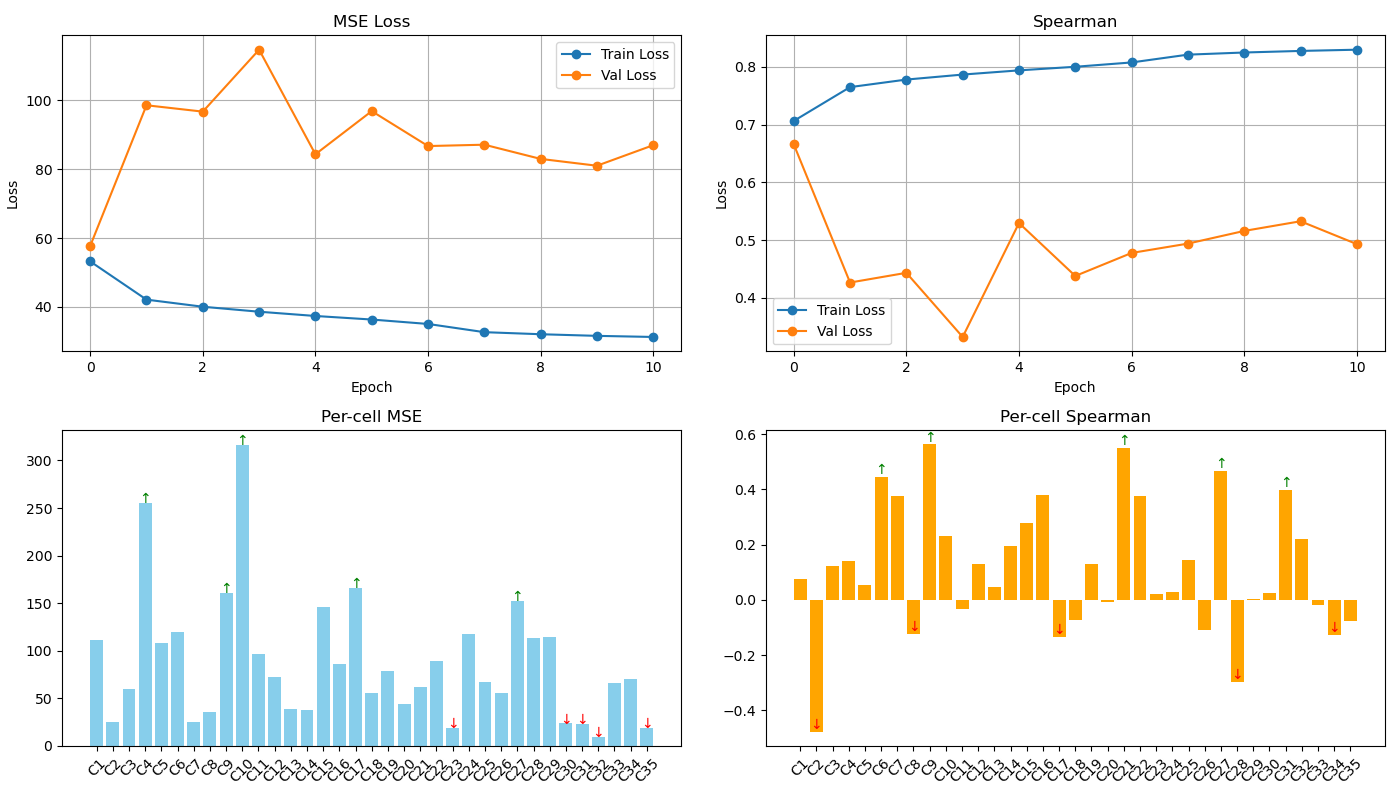 MSE Loss
Loss
100
80
60
40
Train Loss
Val Loss
0 2 4 6 8 10
Epoch
Spearman
Loss
0.8
0.7
0.6
0.5
0.4
Train Loss
Val Loss
0 2 4 6 8 10
Epoch
Per-cell MSE
300
250
200
150
100
50
0
↑ ↑ ↑ ↑ ↑ ↓ ↓ ↓ ↓ ↓
C1 C2 C3 C4 C5 C6 C7 C8 C9 C10 C11 C12 C13 C14 C15 C16 C17 C18 C19 C20 C21 C22 C23 C24 C25 C26 C27 C28 C29 C30 C31 C32 C33 C34 C35
Per-cell Spearman
0.6
0.4
0.2
0.0
−0.2
−0.4
↓ ↑ ↓ ↑ ↓ ↑ ↑ ↓ ↑ ↓
C1 C2 C3 C4 C5 C6 C7 C8 C9 C10 C11 C12 C13 C14 C15 C16 C17 C18 C19 C20 C21 C22 C23 C24 C25 C26 C27 C28 C29 C30 C31 C32 C33 C34 C35